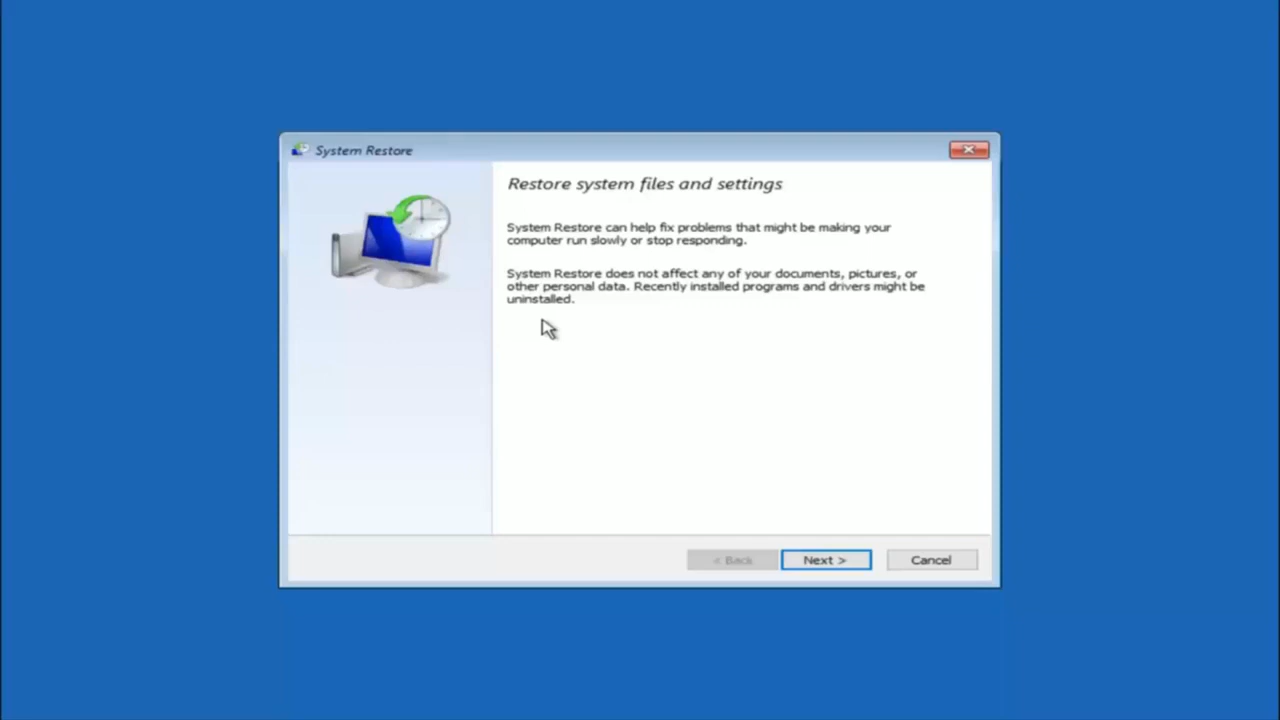 System Restore
Restore system files and settings
System Restore can help fix problems that might be making your
computer run slowly or stop responding.
System Restore does not affect any of your documents, pictures, or
other personal data. Recently installed programs and drivers might be
uninstalled.
< Back
Next >
Cancel